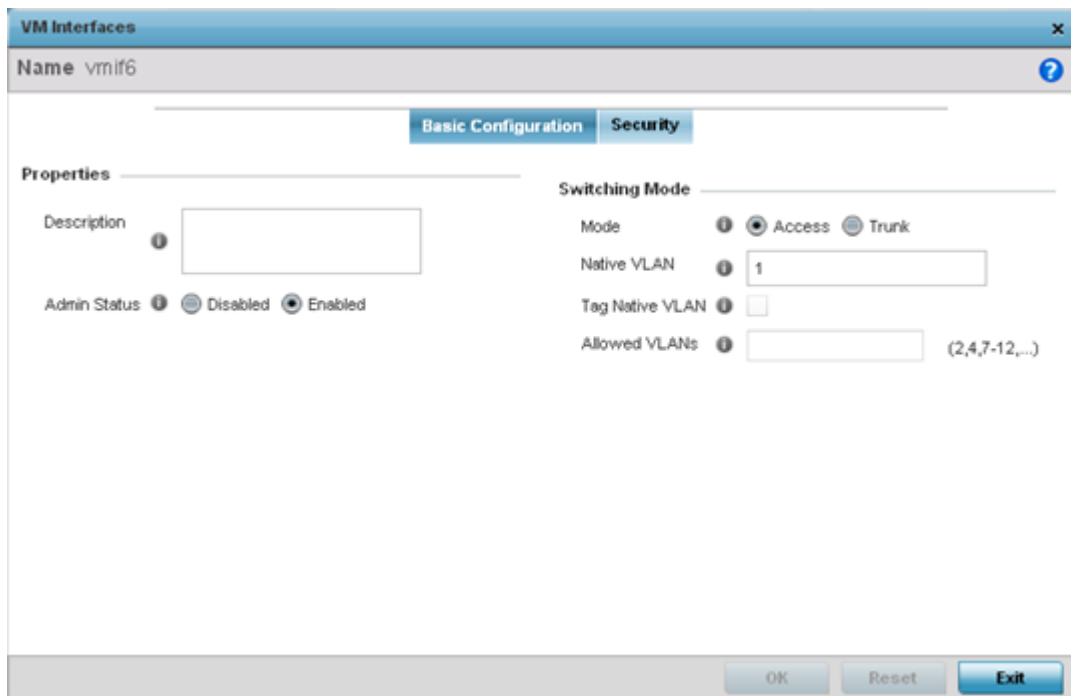 VM Interfaces
Name vmif6
Basic Configuration Security
Properties
Description
Admin Status Disabled Enabled
Switching Mode
Mode Access Trunk
Native VLAN 1
Tag Native VLAN
Allowed VLANs (2,4,7-12,...)
OK Reset Exit